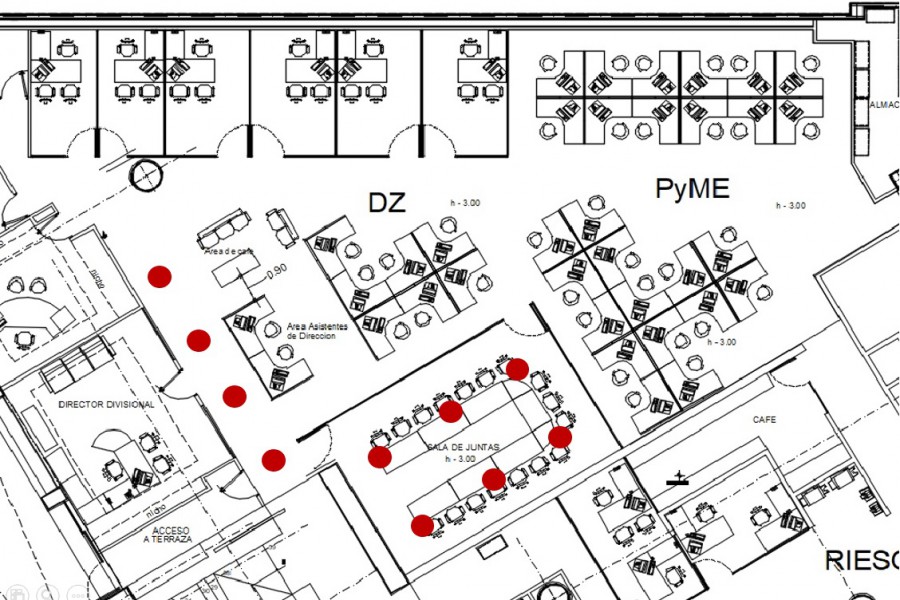 ALMAC
DZ
h - 3.00
PyME
h - 3.00
Area de cafe
0.90
Area Asistentes
de Direccion
h - 3.00
DIRECTOR DIVISIONAL
SALA DE JUNTAS
h - 3.00
CAFE
nicho
ACCESO
A TERRAZA
RIESG